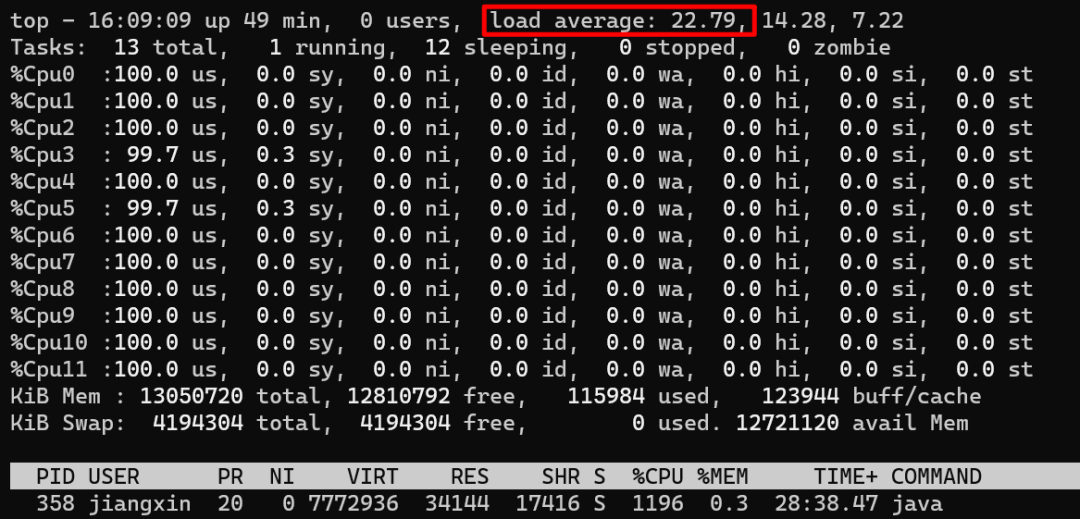 top - 16:09:09 up 49 min,  0 users,  load average: 22.79, 14.28, 7.22
Tasks:  13 total,   1 running,  12 sleeping,   0 stopped,   0 zombie
%Cpu0  :100.0 us,  0.0 sy,  0.0 ni,  0.0 id,  0.0 wa,  0.0 hi,  0.0 si,  0.0 st
%Cpu1  :100.0 us,  0.0 sy,  0.0 ni,  0.0 id,  0.0 wa,  0.0 hi,  0.0 si,  0.0 st
%Cpu2  :100.0 us,  0.0 sy,  0.0 ni,  0.0 id,  0.0 wa,  0.0 hi,  0.0 si,  0.0 st
%Cpu3  : 99.7 us,  0.3 sy,  0.0 ni,  0.0 id,  0.0 wa,  0.0 hi,  0.0 si,  0.0 st
%Cpu4  :100.0 us,  0.0 sy,  0.0 ni,  0.0 id,  0.0 wa,  0.0 hi,  0.0 si,  0.0 st
%Cpu5  : 99.7 us,  0.3 sy,  0.0 ni,  0.0 id,  0.0 wa,  0.0 hi,  0.0 si,  0.0 st
%Cpu6  :100.0 us,  0.0 sy,  0.0 ni,  0.0 id,  0.0 wa,  0.0 hi,  0.0 si,  0.0 st
%Cpu7  :100.0 us,  0.0 sy,  0.0 ni,  0.0 id,  0.0 wa,  0.0 hi,  0.0 si,  0.0 st
%Cpu8  :100.0 us,  0.0 sy,  0.0 ni,  0.0 id,  0.0 wa,  0.0 hi,  0.0 si,  0.0 st
%Cpu9  :100.0 us,  0.0 sy,  0.0 ni,  0.0 id,  0.0 wa,  0.0 hi,  0.0 si,  0.0 st
%Cpu10 :100.0 us,  0.0 sy,  0.0 ni,  0.0 id,  0.0 wa,  0.0 hi,  0.0 si,  0.0 st
%Cpu11 :100.0 us,  0.0 sy,  0.0 ni,  0.0 id,  0.0 wa,  0.0 hi,  0.0 si,  0.0 st
KiB Mem : 13050720 total, 12810792 free,   115984 used,   123944 buff/cache
KiB Swap:  4194304 total,  4194304 free,        0 used. 12721120 avail Mem
  PID USER      PR  NI    VIRT    RES    SHR S  %CPU %MEM     TIME+ COMMAND
  358 jiangxin  20   0 7772936  34144  17416 S  1196  0.3  28:38.47 java